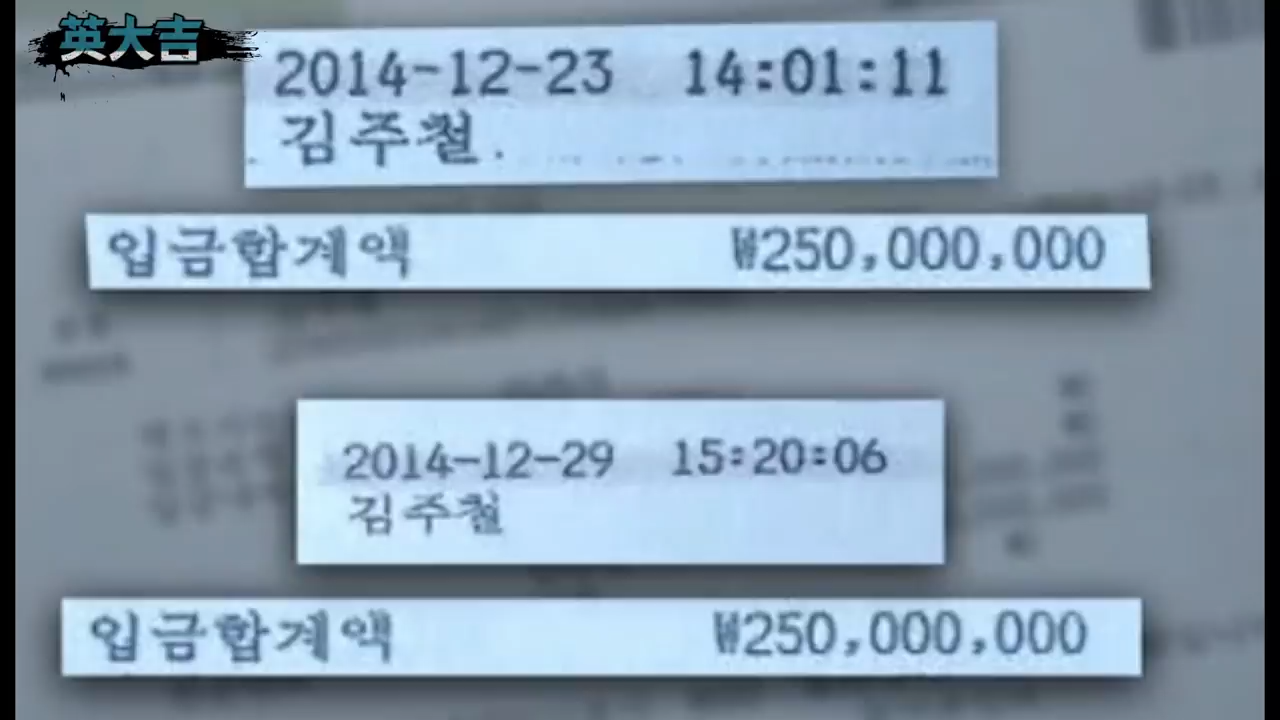 英大吉
2014-12-23 14:01:11
김주철
입금합계액 ₩250,000,000
2014-12-29 15:20:06
김주철
입금합계액 ₩250,000,000